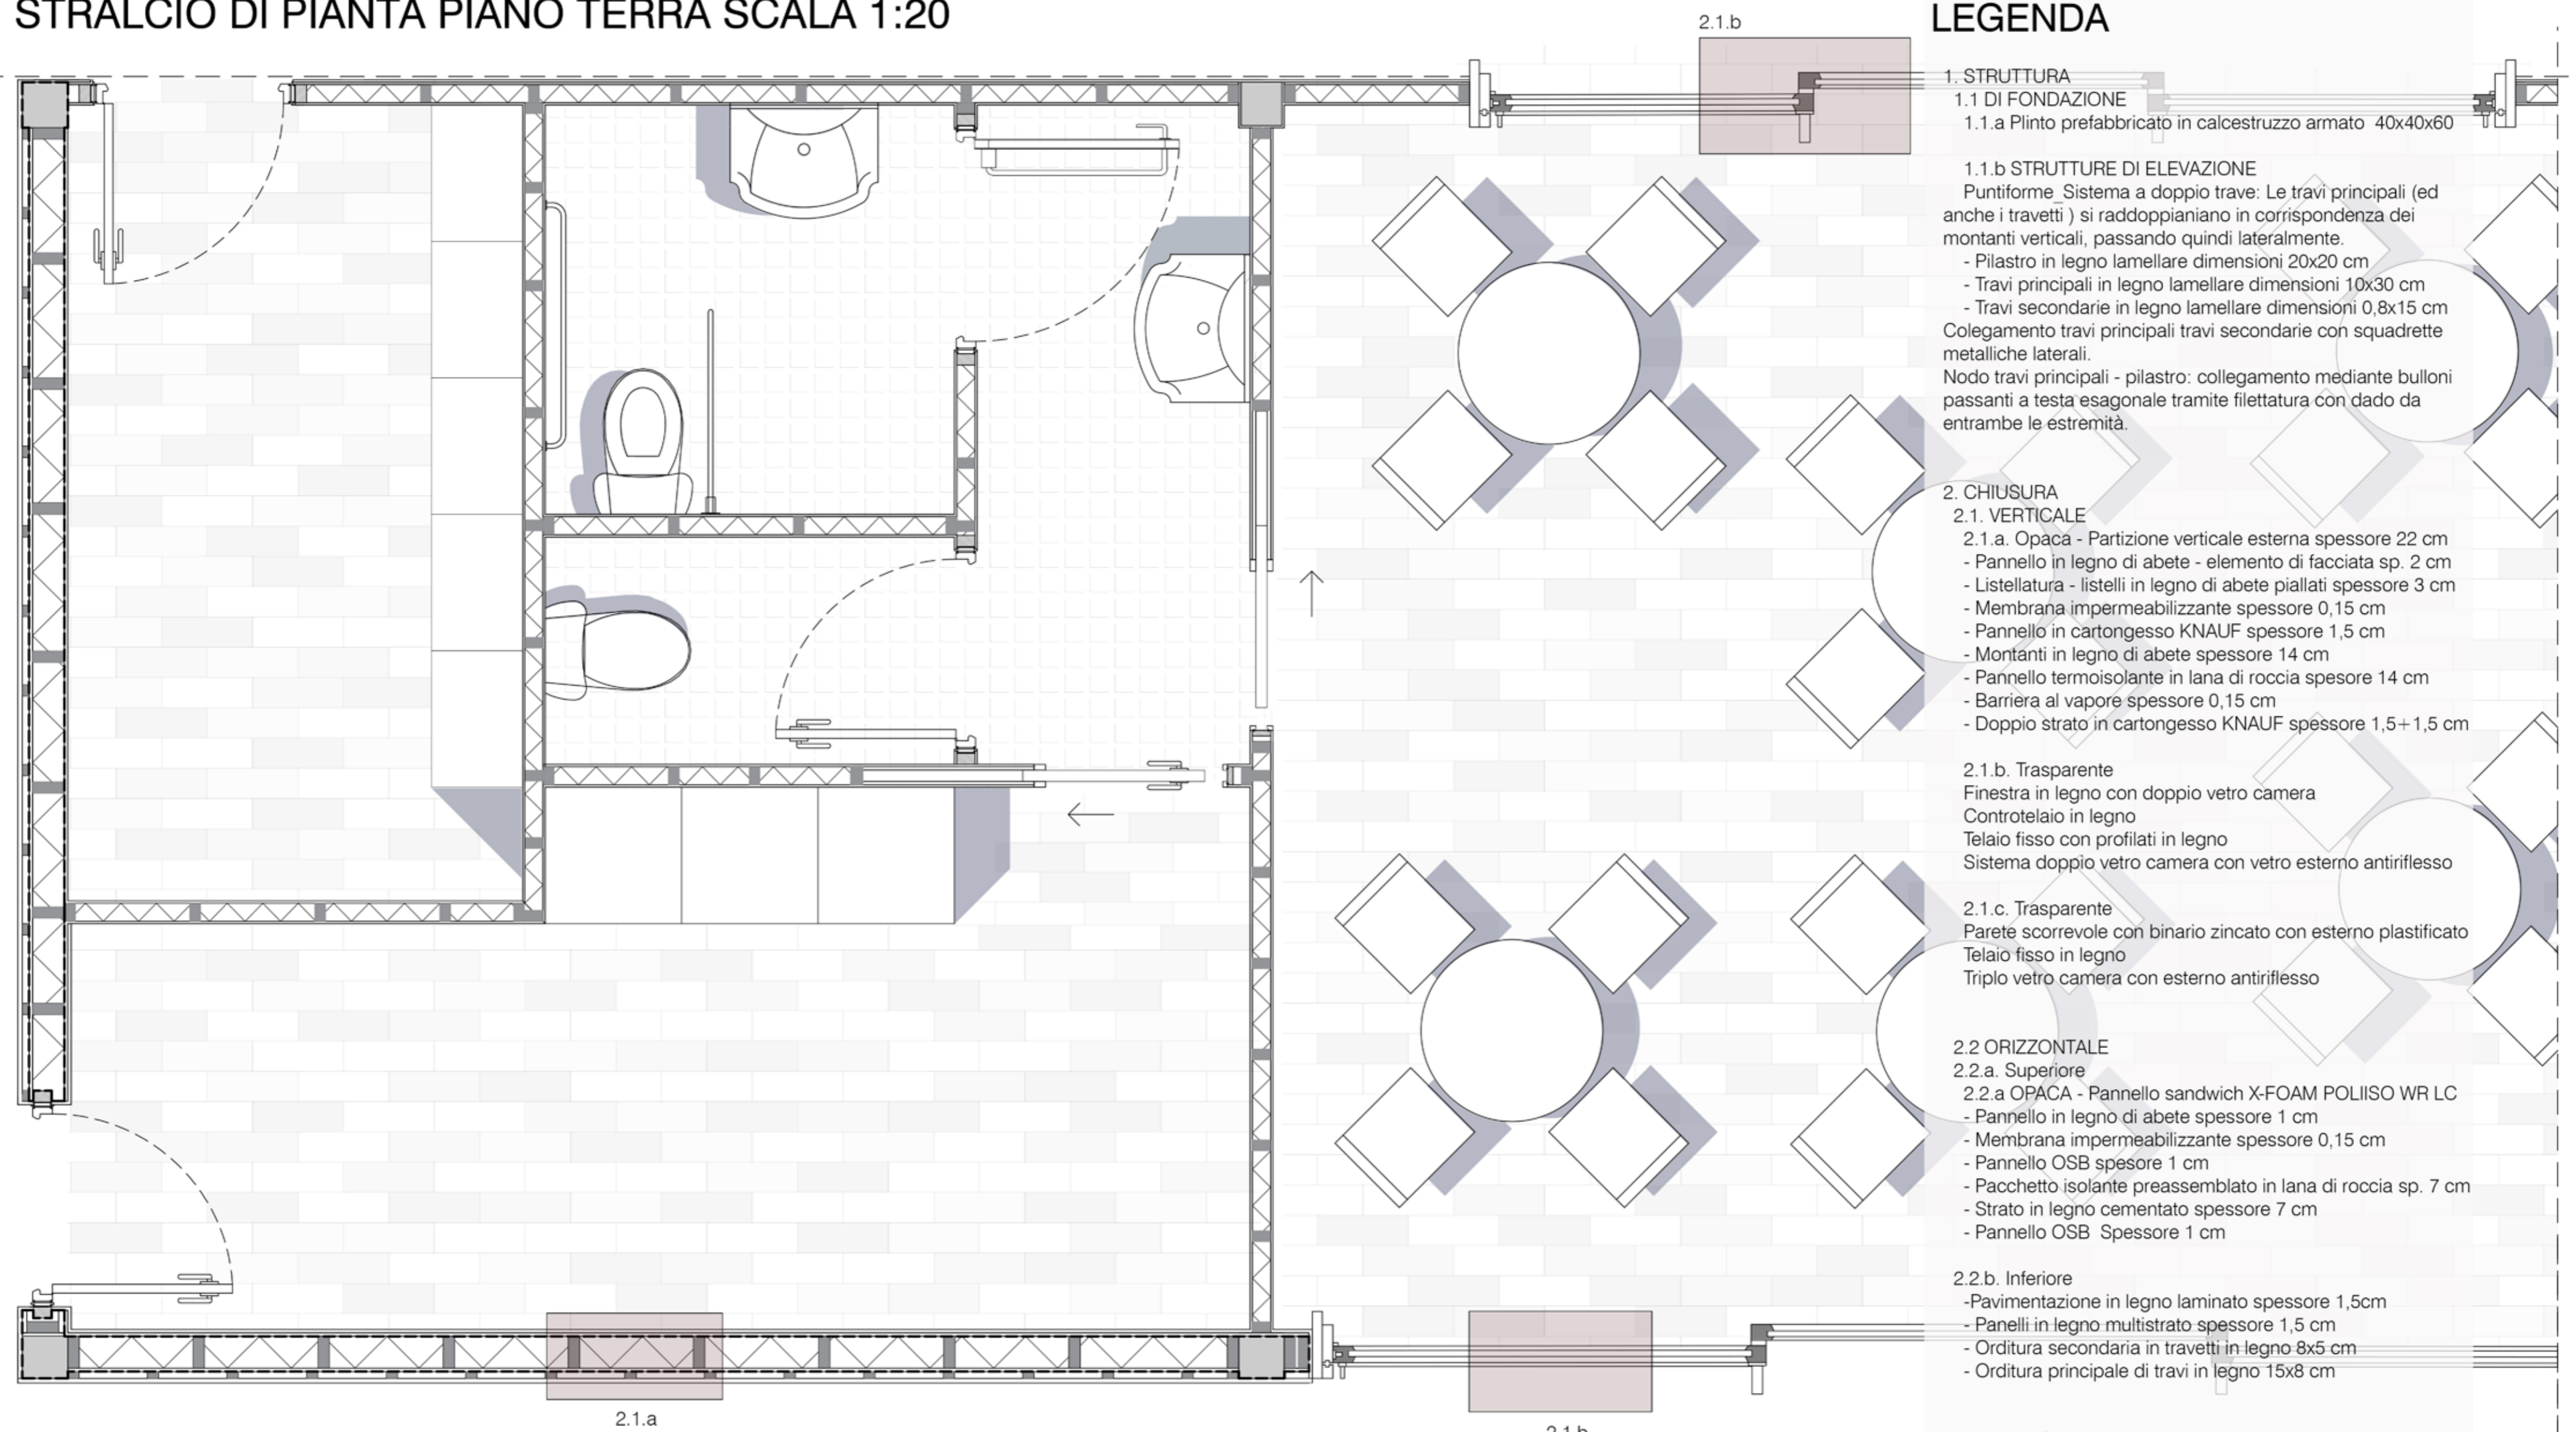 STRALCIO DI PIANTA PIANO TERRA SCALA 1:20
2.1.b
LEGENDA
1. STRUTTURA
1.1 DI FONDAZIONE
1.1.a Plinto prefabbricato in calcestruzzo armato 40x40x60
1.1.b STRUTTURE DI ELEVAZIONE
Puntiforme_Sistema a doppio trave: Le travi principali (ed
anche i travetti ) si raddoppianiano in corrispondenza dei
montanti verticali, passando quindi lateralmente.
- Pilastro in legno lamellare dimensioni 20x20 cm
- Travi principali in legno lamellare dimensioni 10x30 cm
- Travi secondarie in legno lamellare dimensioni 0,8x15 cm
Colegamento travi principali travi secondarie con squadrette
metalliche laterali.
Nodo travi principali - pilastro: collegamento mediante bulloni
passanti a testa esagonale tramite filettatura con dado da
entrambe le estremità.
2. CHIUSURA
2.1. VERTICALE
2.1.a. Opaca - Partizione verticale esterna spessore 22 cm
- Pannello in legno di abete - elemento di facciata sp. 2 cm
- Listellatura - listelli in legno di abete piallati spessore 3 cm
- Membrana impermeabilizzante spessore 0,15 cm
- Pannello in cartongesso KNAUF spessore 1,5 cm
- Montanti in legno di abete spessore 14 cm
- Pannello termoisolante in lana di roccia spesore 14 cm
- Barriera al vapore spessore 0,15 cm
- Doppio strato in cartongesso KNAUF spessore 1,5+1,5 cm
2.1.b. Trasparente
Finestra in legno con doppio vetro camera
Controtelaio in legno
Telaio fisso con profilati in legno
Sistema doppio vetro camera con vetro esterno antiriflesso
2.1.c. Trasparente
Parete scorrevole con binario zincato con esterno plastificato
Telaio fisso in legno
Triplo vetro camera con esterno antiriflesso
2.2 ORIZZONTALE
2.2.a. Superiore
2.2.a OPACA - Pannello sandwich X-FOAM POLIISO WR LC
- Pannello in legno di abete spessore 1 cm
- Membrana impermeabilizzante spessore 0,15 cm
- Pannello OSB spesore 1 cm
- Pacchetto isolante preassemblato in lana di roccia sp. 7 cm
- Strato in legno cementato spessore 7 cm
- Pannello OSB Spessore 1 cm
2.2.b. Inferiore
-Pavimentazione in legno laminato spessore 1,5cm
- Panelli in legno multistrato spessore 1,5 cm
- Orditura secondaria in travetti in legno 8x5 cm
- Orditura principale di travi in legno 15x8 cm
2.1.a
2.1.b